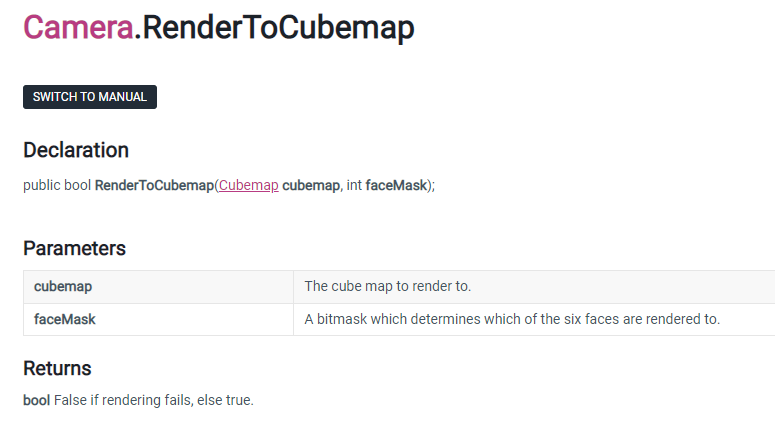 Camera.RenderToCubemap
SWITCH TO MANUAL
Declaration
public bool RenderToCubemap(Cubemap cubemap, int faceMask);
Parameters
cubemap The cube map to render to.
faceMask A bitmask which determines which of the six faces are rendered to.
Returns
bool False if rendering fails, else true.